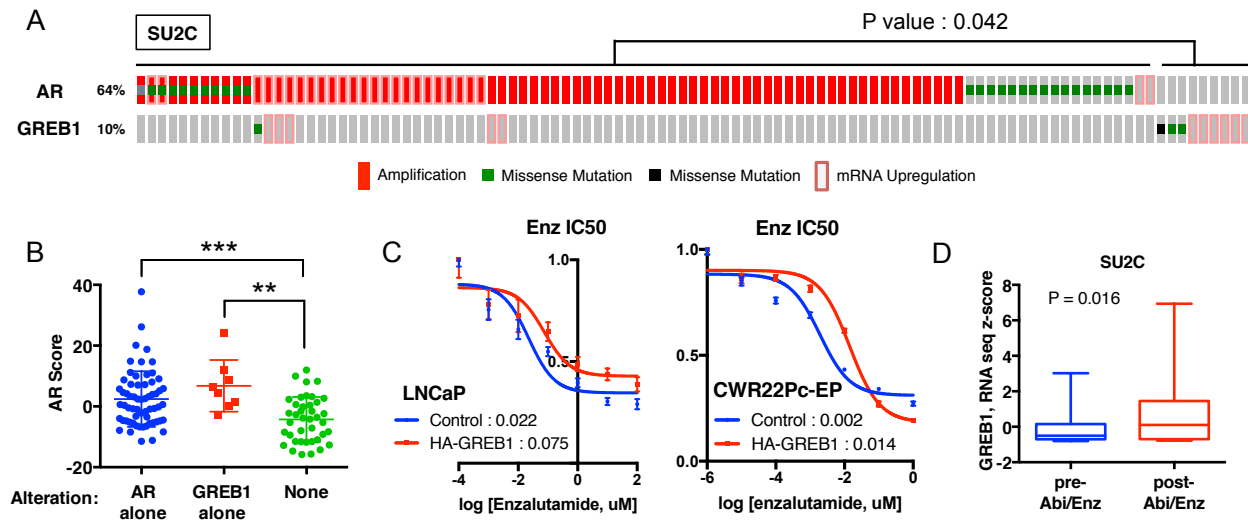 A
SU2C
P value : 0.042
AR 64%
GREB1 10%
Amplification
Missense Mutation
Missense Mutation
mRNA Upregulation
B
***
**
AR Score
40
20
0
-20
Alteration:
AR alone
GREB1 alone
None
C
Enz IC50
1.0
0.5
LNCaP
Control : 0.022
HA-GREB1 : 0.075
-4 -2 0 2
log [Enzalutamide, uM]
Enz IC50
1.0
0.5
0.0
CWR22Pc-EP
Control : 0.002
HA-GREB1 : 0.014
-6 -4 -2 0
log [Enzalutamide, uM]
D
SU2C
P = 0.016
GREB1, RNA seq z-score
10
8
6
4
2
0
-2
pre-
Abi/Enz
post-
Abi/Enz